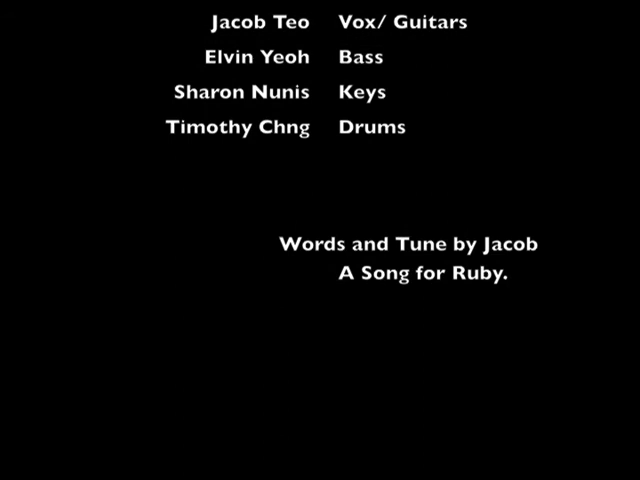 Jacob Teo Vox/ Guitars
Elvin Yeoh Bass
Sharon Nunis Keys
Timothy Chng Drums
Words and Tune by Jacob
A Song for Ruby.